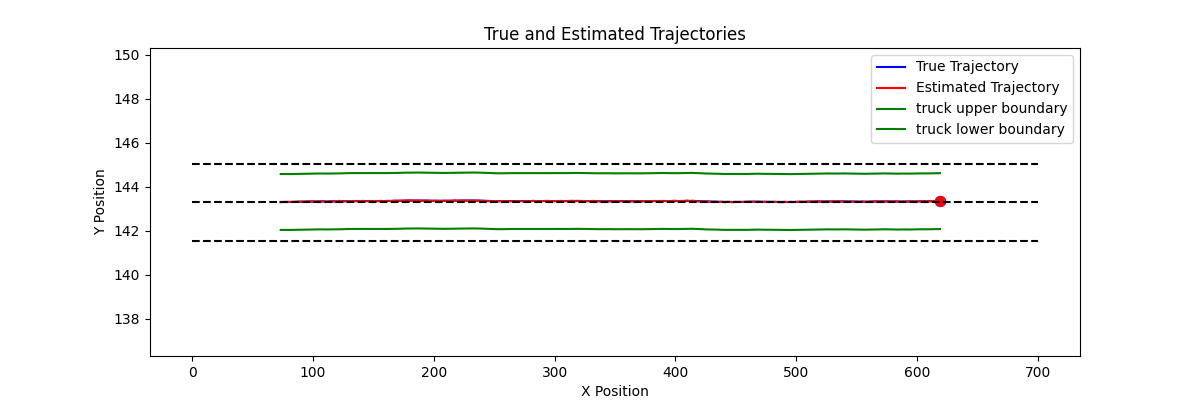 True and Estimated Trajectories
True Trajectory
Estimated Trajectory
truck upper boundary
truck lower boundary
Y Position
150
148
146
144
142
140
138
0 100 200 300 400 500 600 700
X Position